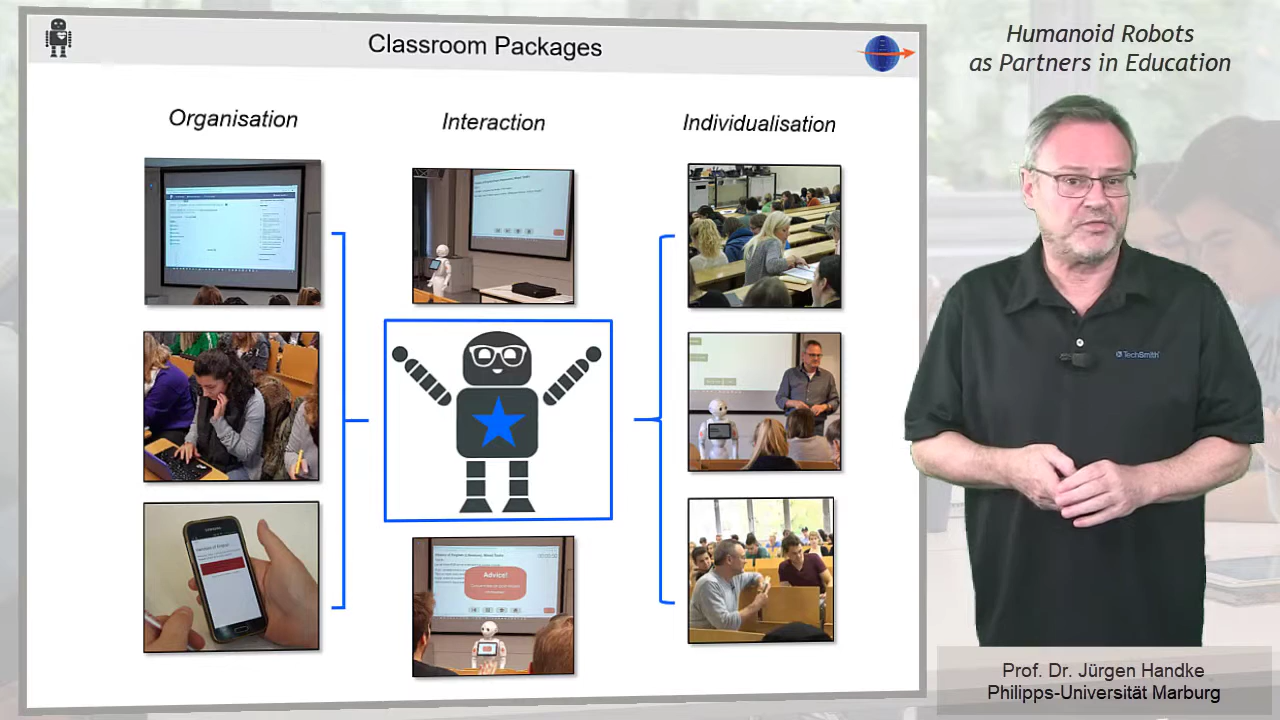 Classroom Packages
Humanoid Robots
as Partners in Education
Organisation
Interaction
Individualisation
TechSmith
SAMSUNG
Advice!
Prof. Dr. Jürgen Handke
Philipps-Universität Marburg